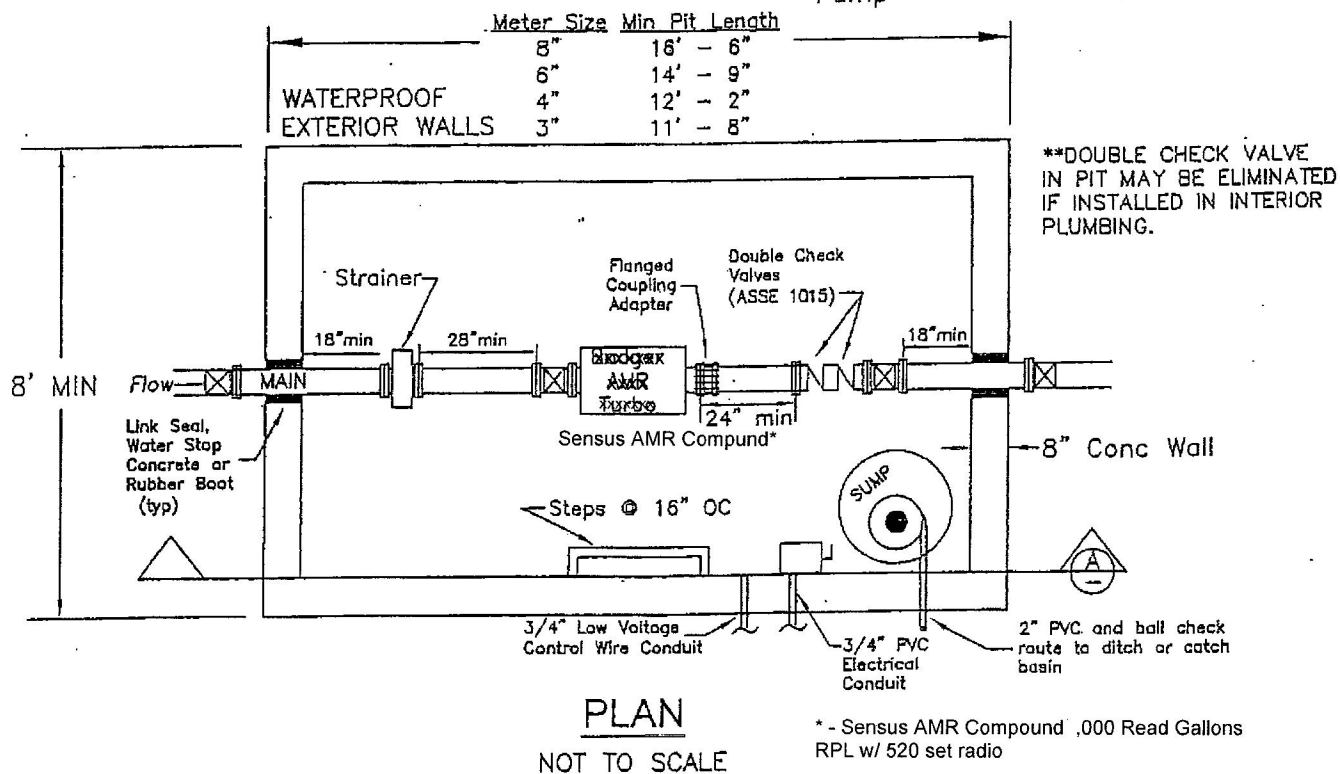 Pump
Meter Size Min Pit Length
8" 16' - 6"
6" 14' - 9"
4" 12' - 2"
3" 11' - 8"
WATERPROOF
EXTERIOR WALLS
**DOUBLE CHECK VALVE
IN PIT MAY BE ELIMINATED
IF INSTALLED IN INTERIOR
PLUMBING.
Strainer
Flanged
Coupling
Adapter
Double Check
Valves
(ASSE 1015)
18"min
28"min
18"min
8' MIN
Flow
MAIN
AMR
Turbo
24" min
Sensus AMR Compund*
Link Seal,
Water Stop
Concrete or
Rubber Boot
(typ)
8" Conc Wall
SUMP
Steps @ 16" OC
A
-
3/4" Low Voltage
Control Wire Conduit
3/4" PVC
Electrical
Conduit
2" PVC and ball check
route to ditch or catch
basin
PLAN
NOT TO SCALE
* - Sensus AMR Compound ,000 Read Gallons
RPL w/ 520 set radio